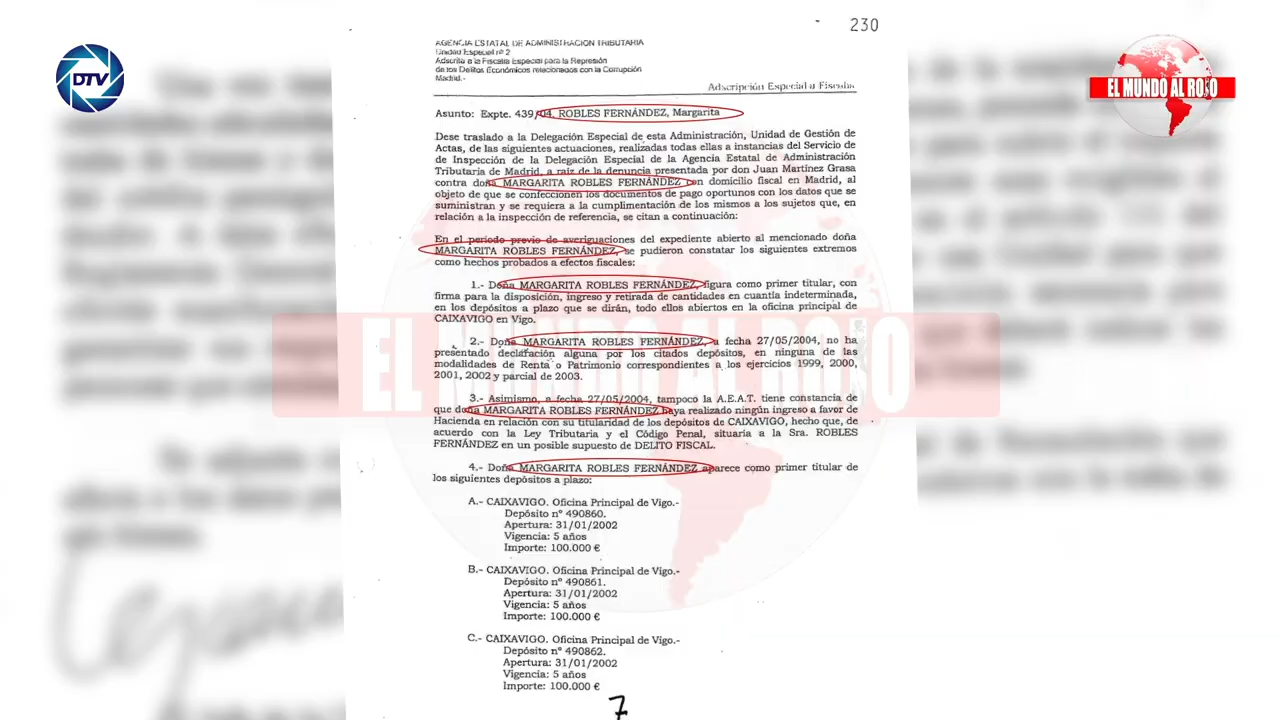 230
DTV
EL MUNDO AL ROJO
AGENCIA ESTATAL DE ADMINISTRACION TRIBUTARIA
Unidad Especial nº 2
Adscrita a la Fiscalía Especial para la Represión
de los Delitos Económicos relacionados con la Corrupción
Madrid.-
Adscripción Especial a Fiscalía
Asunto: Expte. 439/04. ROBLES FERNÁNDEZ, Margarita
Dese traslado a la Delegación Especial de esta Administración, Unidad de Gestión de
Actas, de las siguientes actuaciones, realizadas todas ellas a instancias del Servicio de
de Inspección de la Delegación Especial de la Agencia Estatal de Administración
Tributaria de Madrid, a raíz de la denuncia presentada por don Juan Martínez Grasa
contra doña MARGARITA ROBLES FERNÁNDEZ con domicilio fiscal en Madrid, al
objeto de que se confeccionen los documentos de pago oportunos con los datos que se
suministran y se requiera a la cumplimentación de los mismos a los sujetos que, en
relación a la inspección de referencia, se citan a continuación:
En el período previo de averiguaciones del expediente abierto al mencionado doña
MARGARITA ROBLES FERNÁNDEZ, se pudieron constatar los siguientes extremos
como hechos probados a efectos fiscales:
1.- Doña MARGARITA ROBLES FERNÁNDEZ, figura como primer titular, con
firma para la disposición, ingreso y retirada de cantidades en cuantía indeterminada,
en los depósitos a plazo que se dirán, todo ellos abiertos en la oficina principal de
CAIXAVIGO en Vigo.
2.- Doña MARGARITA ROBLES FERNÁNDEZ, a fecha 27/05/2004, no ha
presentado declaración alguna por los citados depósitos, en ninguna de las
modalidades de Renta o Patrimonio correspondientes a los ejercicios 1999, 2000,
2001, 2002 y parcial de 2003.
3.- Asimismo, a fecha 27/05/2004, tampoco la A.E.A.T. tiene constancia de
que doña MARGARITA ROBLES FERNÁNDEZ haya realizado ningún ingreso a favor de
Hacienda en relación con su titularidad de los depósitos de CAIXAVIGO, hecho que, de
acuerdo con la Ley Tributaria y el Código Penal, situaría a la Sra. ROBLES
FERNÁNDEZ en un posible supuesto de DELITO FISCAL.
4.- Doña MARGARITA ROBLES FERNÁNDEZ aparece como primer titular de
los siguientes depósitos a plazo:
A.- CAIXAVIGO. Oficina Principal de Vigo.-
Depósito nº 490860.
Apertura: 31/01/2002
Vigencia: 5 años
Importe: 100.000 €
B.- CAIXAVIGO. Oficina Principal de Vigo.-
Depósito nº 490861.
Apertura: 31/01/2002
Vigencia: 5 años
Importe: 100.000 €
C.- CAIXAVIGO. Oficina Principal de Vigo.-
Depósito nº 490862.
Apertura: 31/01/2002
Vigencia: 5 años
Importe: 100.000 €
7
EL MUNDO AL ROJO